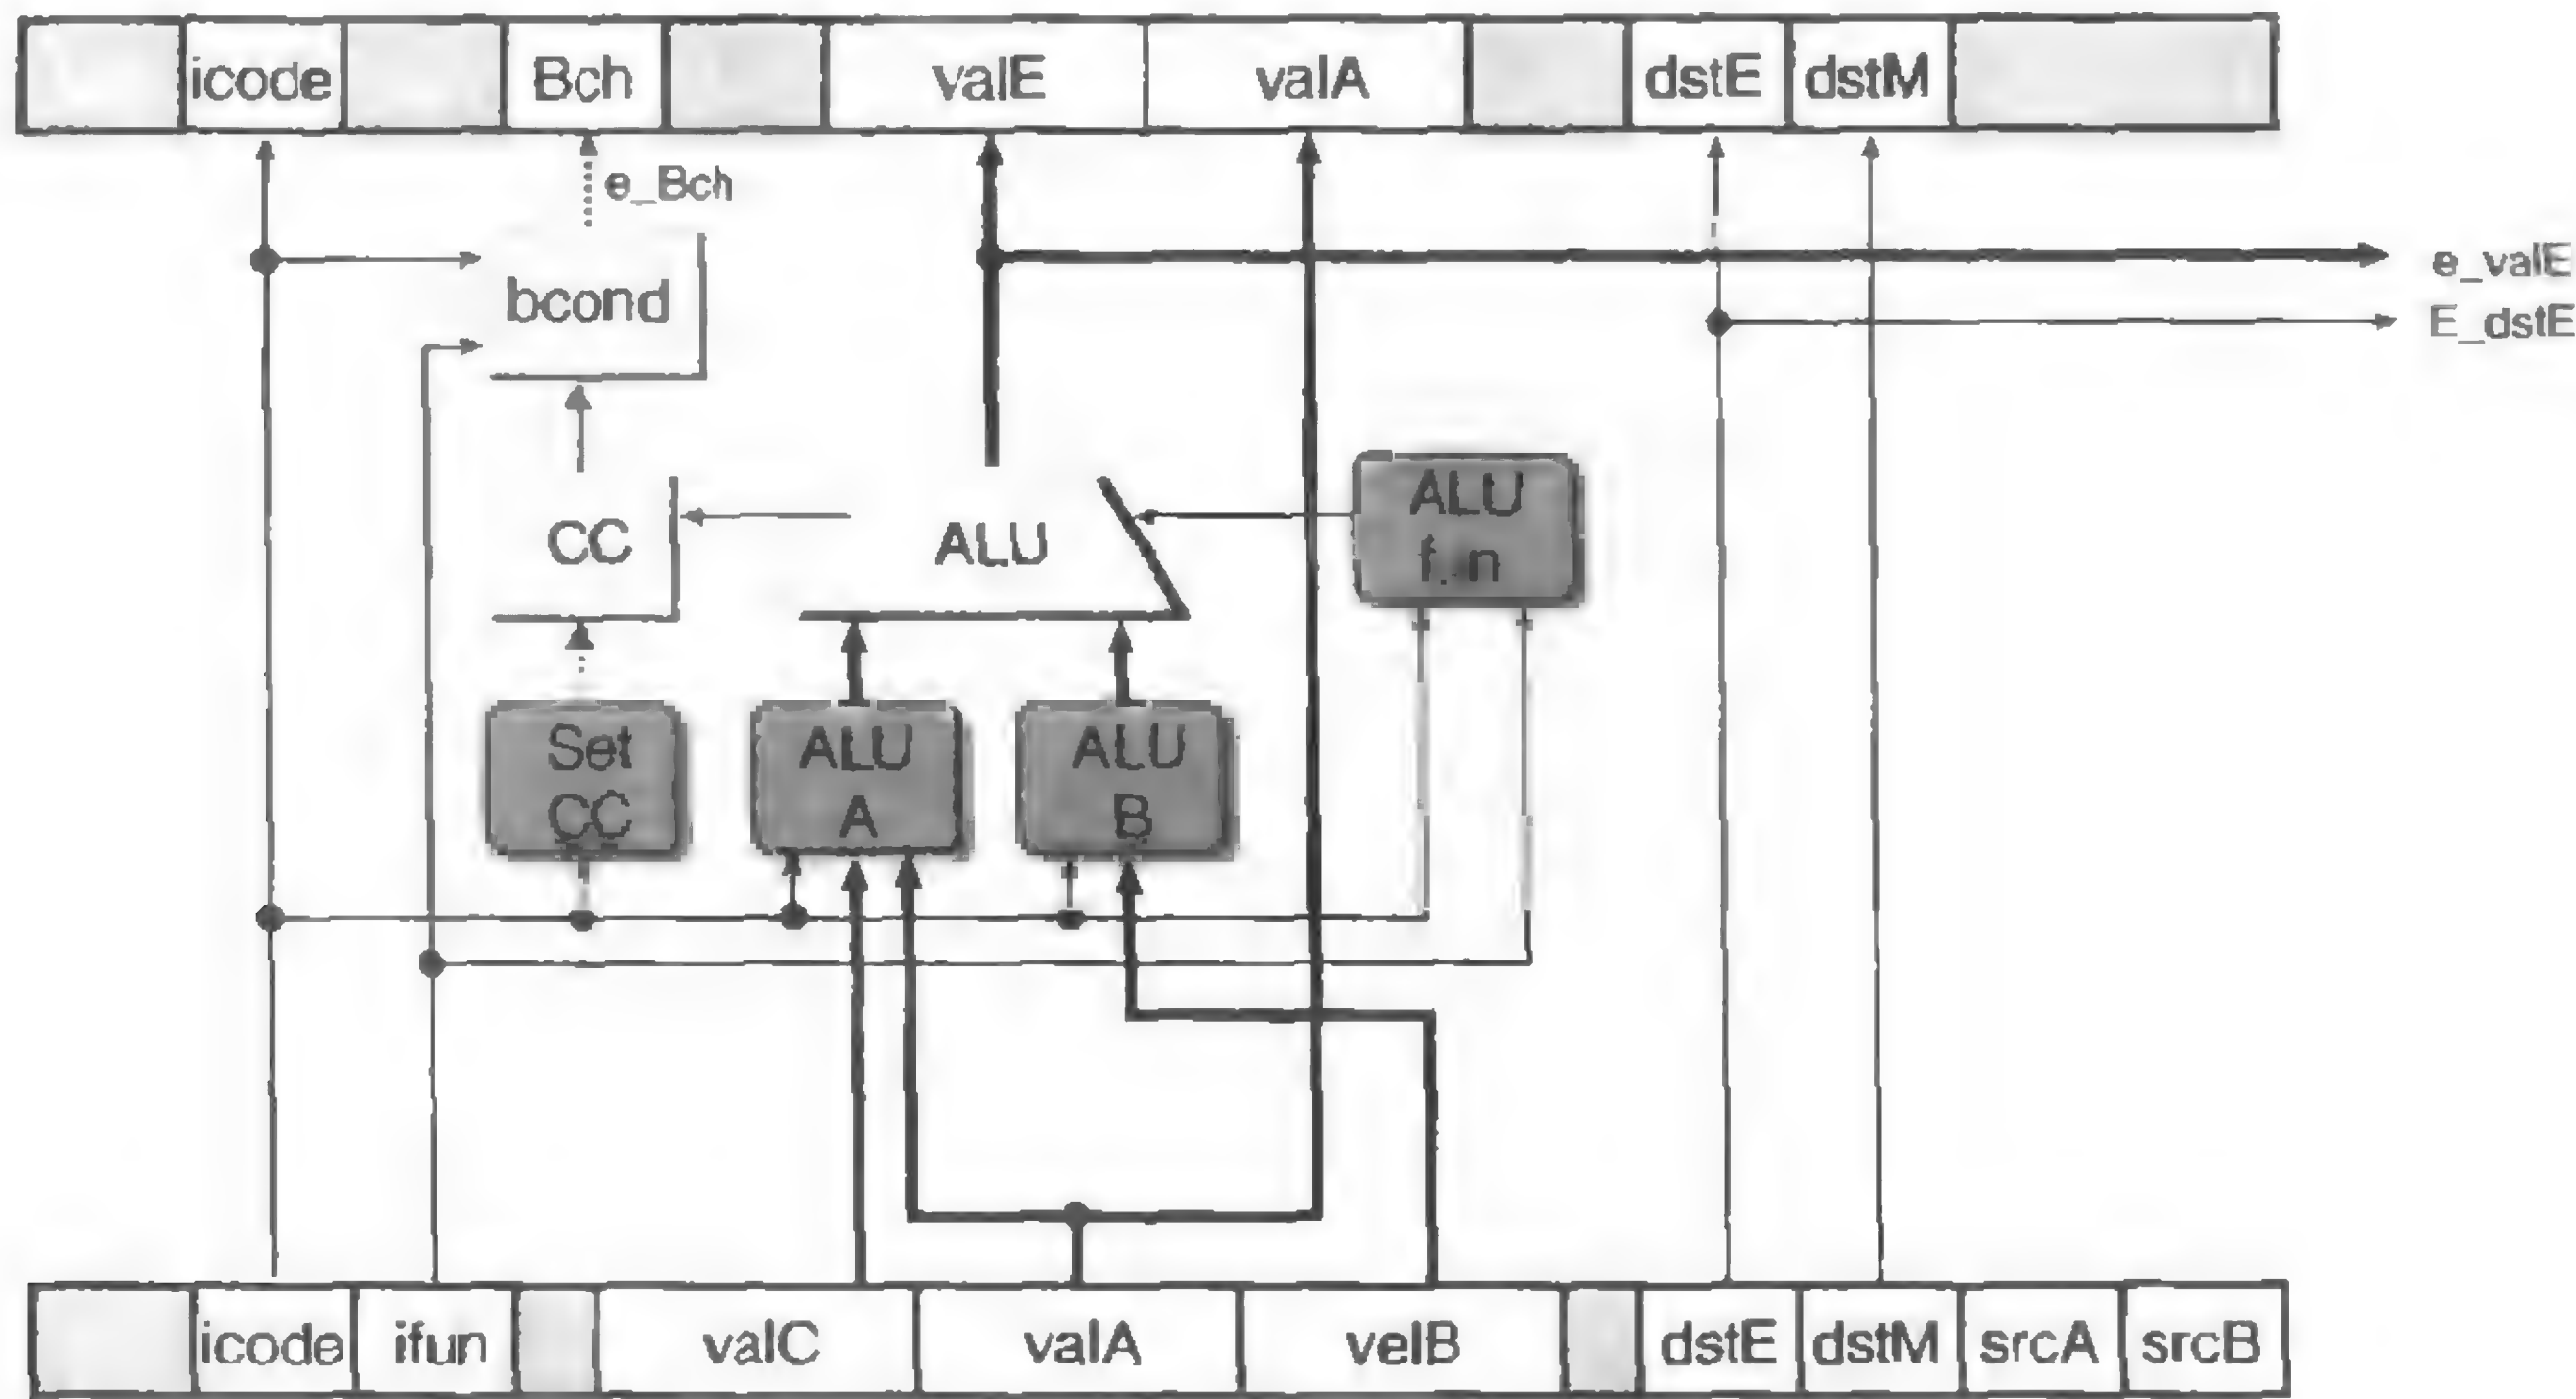 icode Bch valE valA dstE dstM
e_Bch
e_valE
bcond
E_dstE
ALU
CC ALU
Set ALU ALU
CC A B
icode ifun valC valA velB dstE dstM srcA srcB